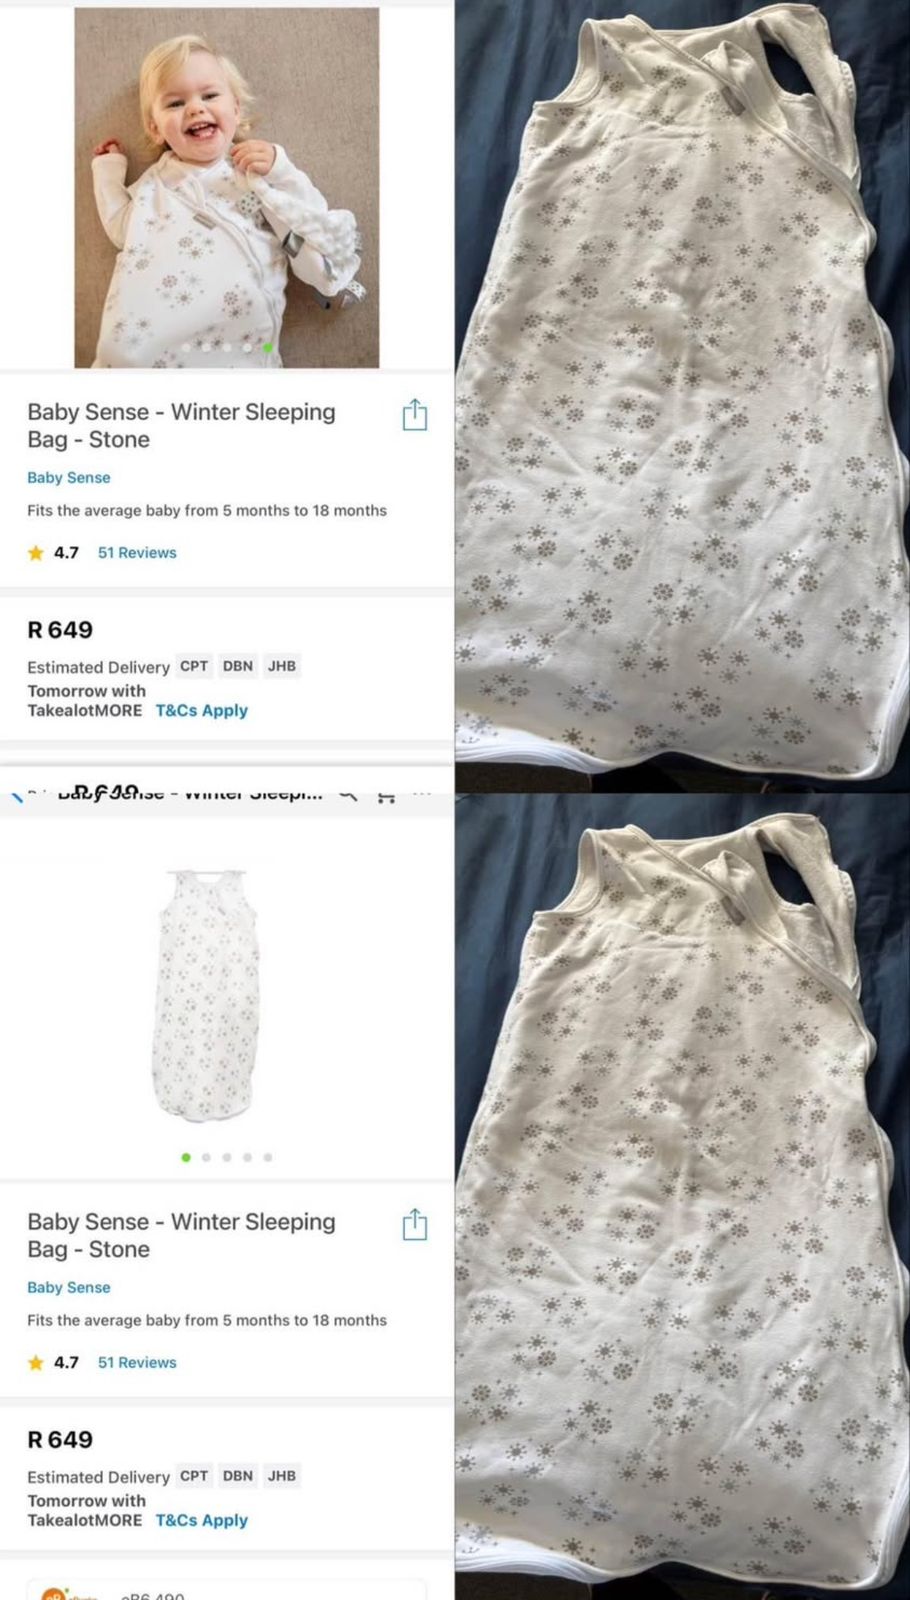 Baby Sense - Winter Sleeping
Bag - Stone
Baby Sense
Fits the average baby from 5 months to 18 months
4.7 51 Reviews
R 649
Estimated Delivery CPT DBN JHB
Tomorrow with
TakealotMORE T&Cs Apply
R 649
Baby Sense - Winter Sleepi...
Baby Sense - Winter Sleeping
Bag - Stone
Baby Sense
Fits the average baby from 5 months to 18 months
4.7 51 Reviews
R 649
Estimated Delivery CPT DBN JHB
Tomorrow with
TakealotMORE T&Cs Apply